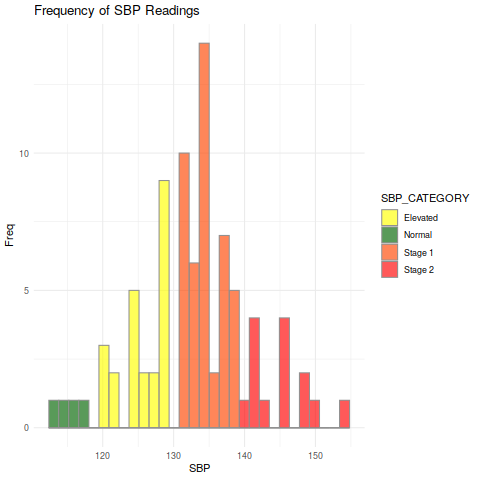 Frequency of SBP Readings
10
5
0
Freq
120 130 140 150
SBP
SBP_CATEGORY
Elevated
Normal
Stage 1
Stage 2